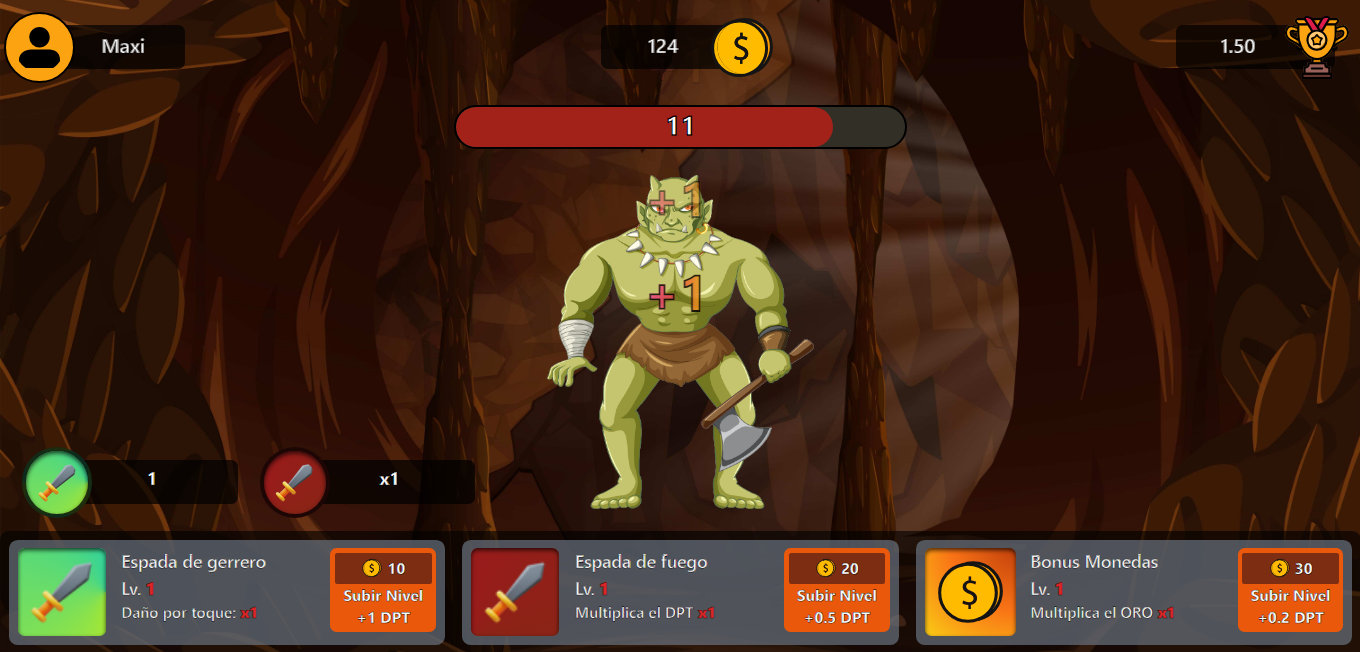 Maxi
124
$
1.50
11
+1
+1
1
x1
Espada de gerrero
Lv. 1
Daño por toque: x1
$ 10
Subir Nivel
+1 DPT
Espada de fuego
Lv. 1
Multiplica el DPT x1
$ 20
Subir Nivel
+0.5 DPT
$
Bonus Monedas
Lv. 1
Multiplica el ORO x1
$ 30
Subir Nivel
+0.2 DPT